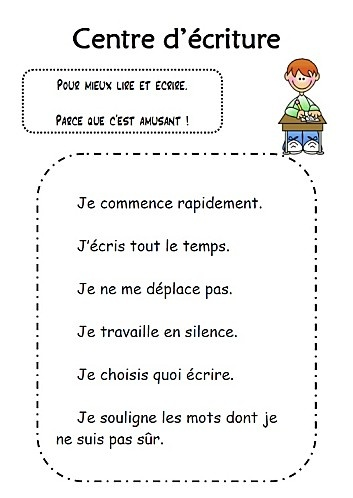 Centre d'écriture
POUR MIEUX LIRE ET ECRIRE.
PARCE QUE C'EST AMUSANT !
Je commence rapidement.
J'écris tout le temps.
Je ne me déplace pas.
Je travaille en silence.
Je choisis quoi écrire.
Je souligne les mots dont je
ne suis pas sûr.